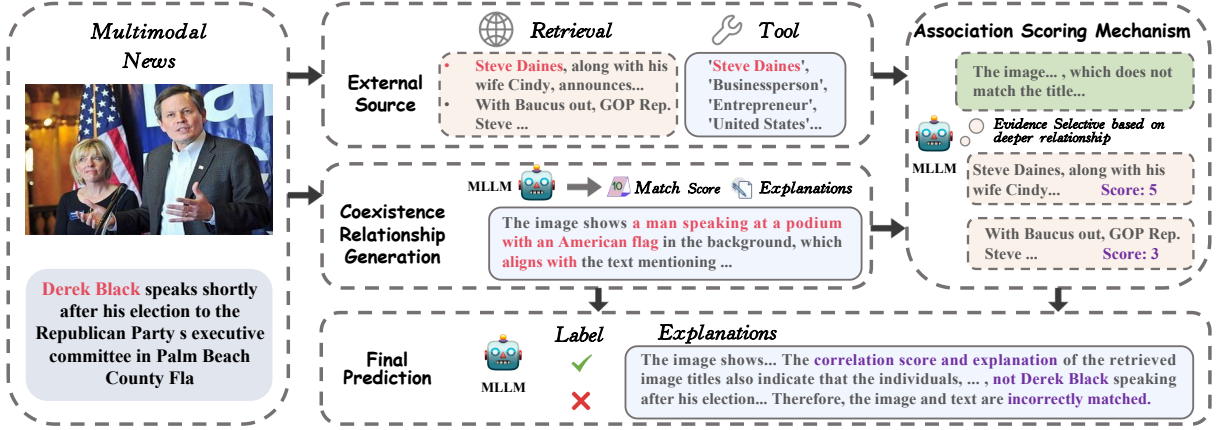 Multimodal
News
Derek Black speaks shortly
after his election to the
Republican Party s executive
committee in Palm Beach
County Fla
External
Source
Retrieval
• Steve Daines, along with his
wife Cindy, announces...
• With Baucus out, GOP Rep.
Steve ...
Tool
'Steve Daines',
'Businessperson',
'Entrepreneur',
'United States'...
Coexistence
Relationship
Generation
MLLM
10
Match Score
Explanations
The image shows a man speaking at a podium
with an American flag in the background, which
aligns with the text mentioning ...
Association Scoring Mechanism
The image... , which does not
match the title...
MLLM
Evidence Selective based on
deeper relationship
Steve Daines, along with his
wife Cindy... Score: 5
With Baucus out, GOP Rep.
Steve ... Score: 3
Final
Prediction
MLLM
Label
Explanations
The image shows... The correlation score and explanation of the retrieved
image titles also indicate that the individuals, ... , not Derek Black speaking
after his election... Therefore, the image and text are incorrectly matched.